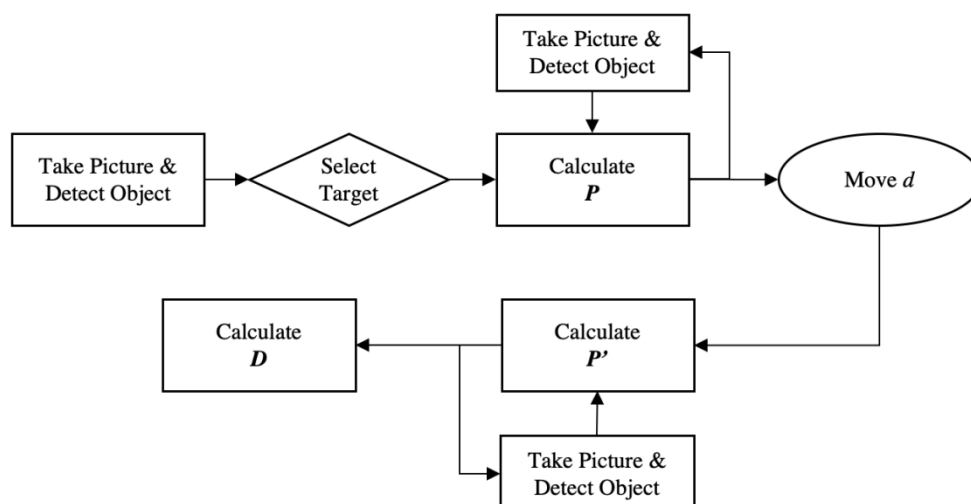 Take Picture &
Detect Object
Take Picture &
Detect Object
Select
Target
Calculate
P
Move d
Calculate
D
Calculate
P’
Take Picture &
Detect Object